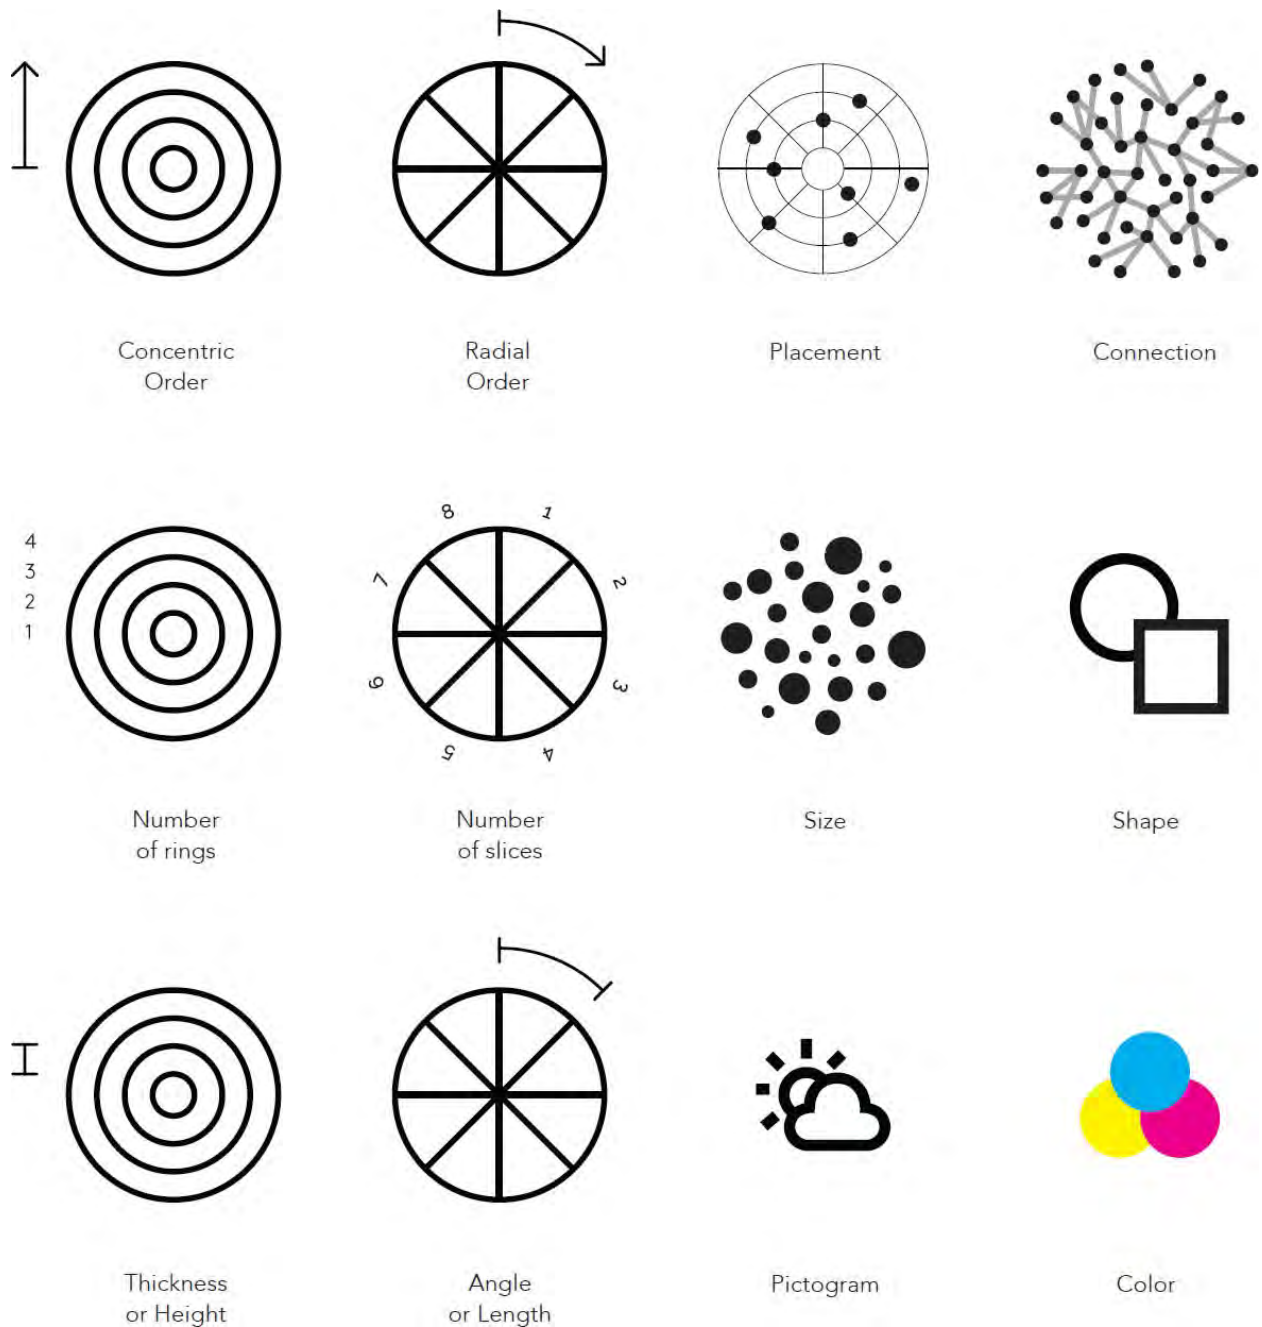 Concentric
Order
Radial
Order
Placement
Connection
4
3
2
1
8
1
7
2
6
3
5
4
Number
of rings
Number
of slices
Size
Shape
Thickness
or Height
Angle
or Length
Pictogram
Color